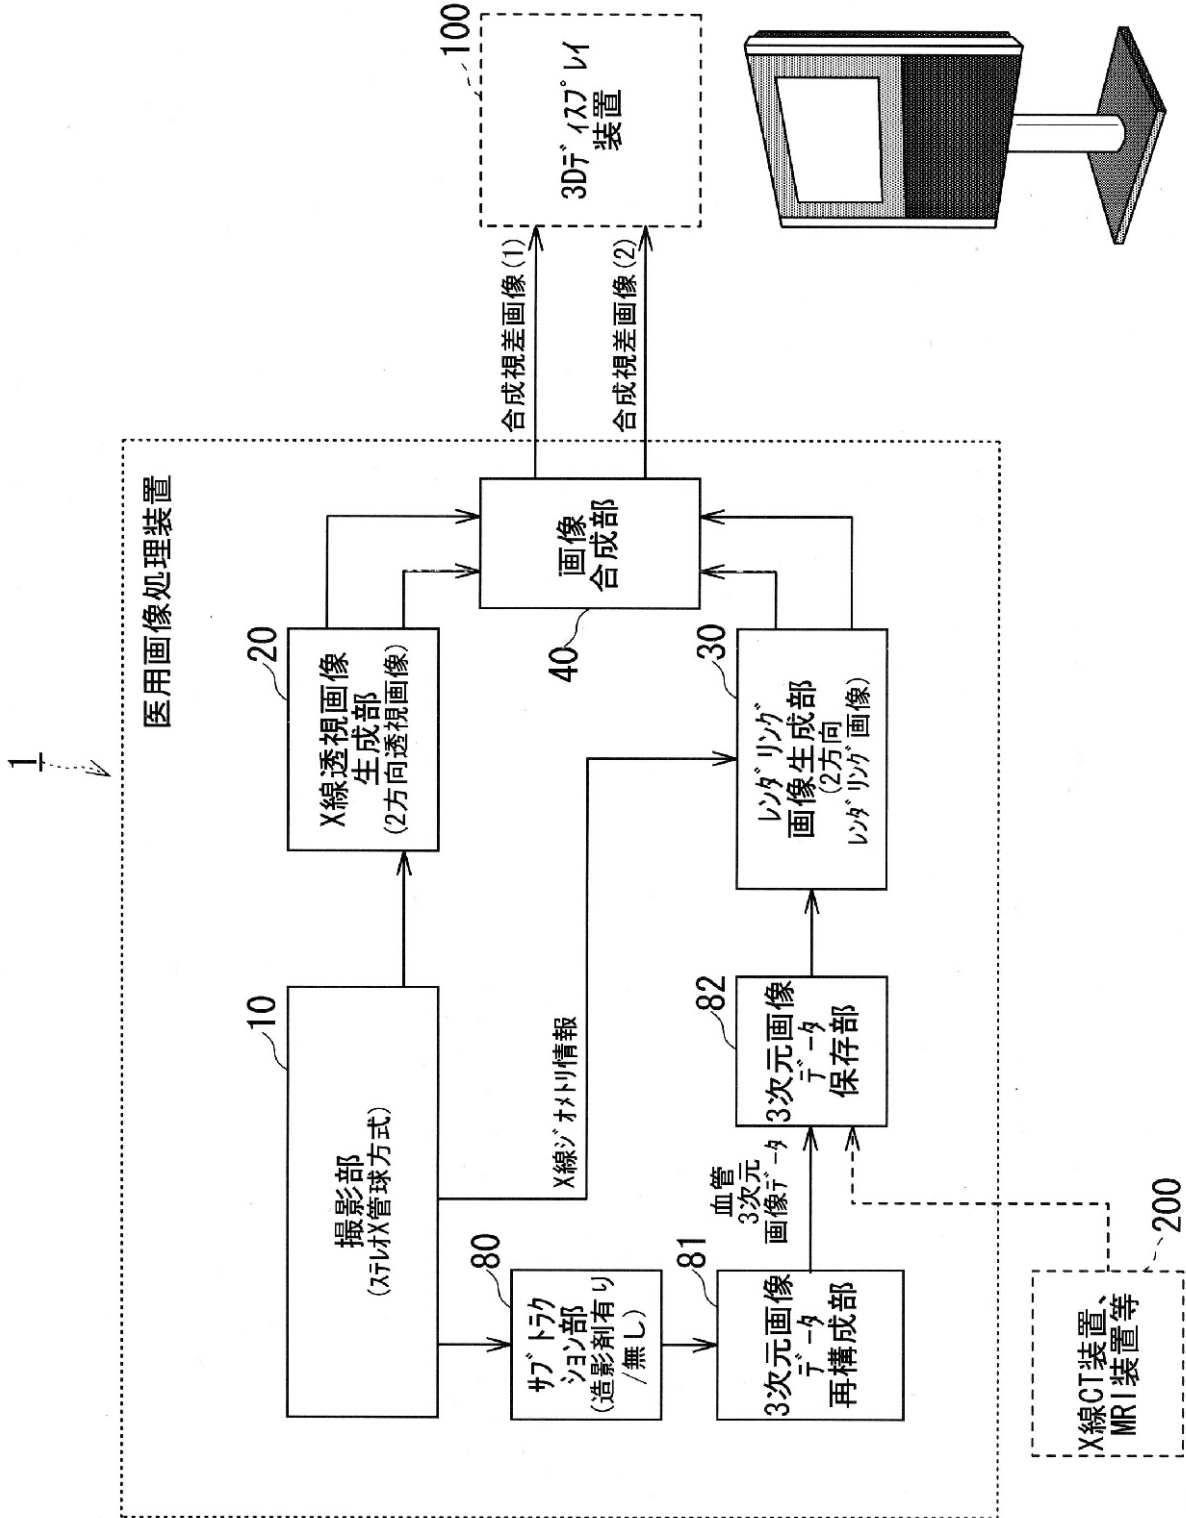 1
医用画像処理装置
10
撮影部
(ｽﾃﾚｵX管球方式)
20
X線透視画像
生成部
(2方向透視画像)
40
画像
合成部
合成視差画像(1)
合成視差画像(2)
100
3Dﾃﾞｨｽﾌﾟﾚｲ
装置
X線ｼﾞｵﾒﾄﾘ情報
80
ｻﾌﾞﾄﾗｸ
ション部
(造影剤有り
/無し)
81
3次元画像
ﾃﾞｰﾀ
再構成部
血管
3次元
画像ﾃﾞｰﾀ
82
3次元画像
ﾃﾞｰﾀ
保存部
30
ﾚﾝﾀﾞﾘﾝｸﾞ
画像生成部
(2方向
ﾚﾝﾀﾞﾘﾝｸﾞ画像)
200
X線CT装置、
MRI装置等